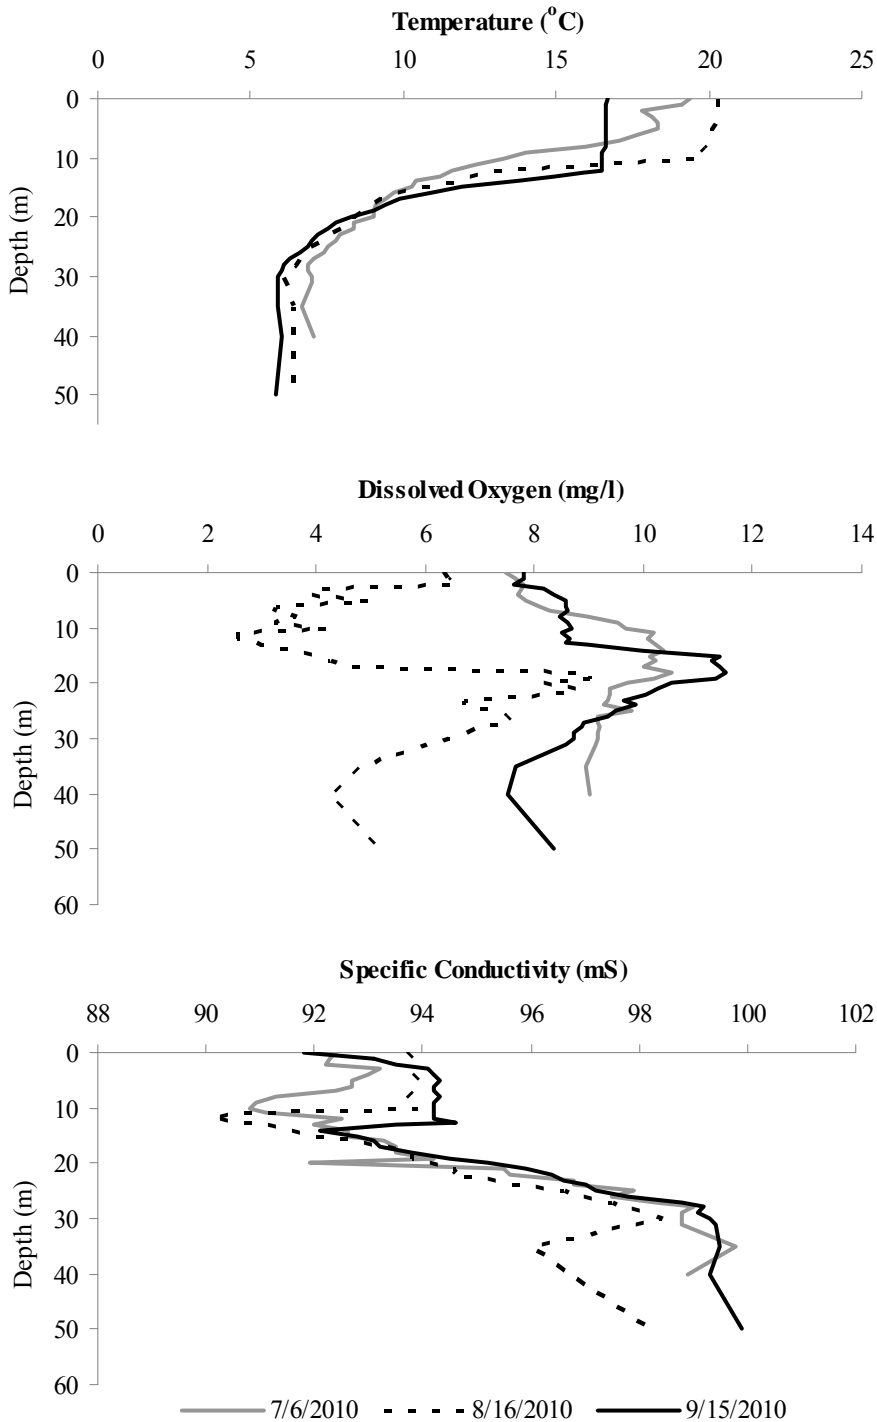 Temperature (°C)
0 5 10 15 20 25
0
10
20
30
40
50
Depth (m)
Dissolved Oxygen (mg/l)
0 2 4 6 8 10 12 14
0
10
20
30
40
50
60
Depth (m)
Specific Conductivity (mS)
88 90 92 94 96 98 100 102
0
10
20
30
40
50
60
Depth (m)
7/6/2010 8/16/2010 9/15/2010